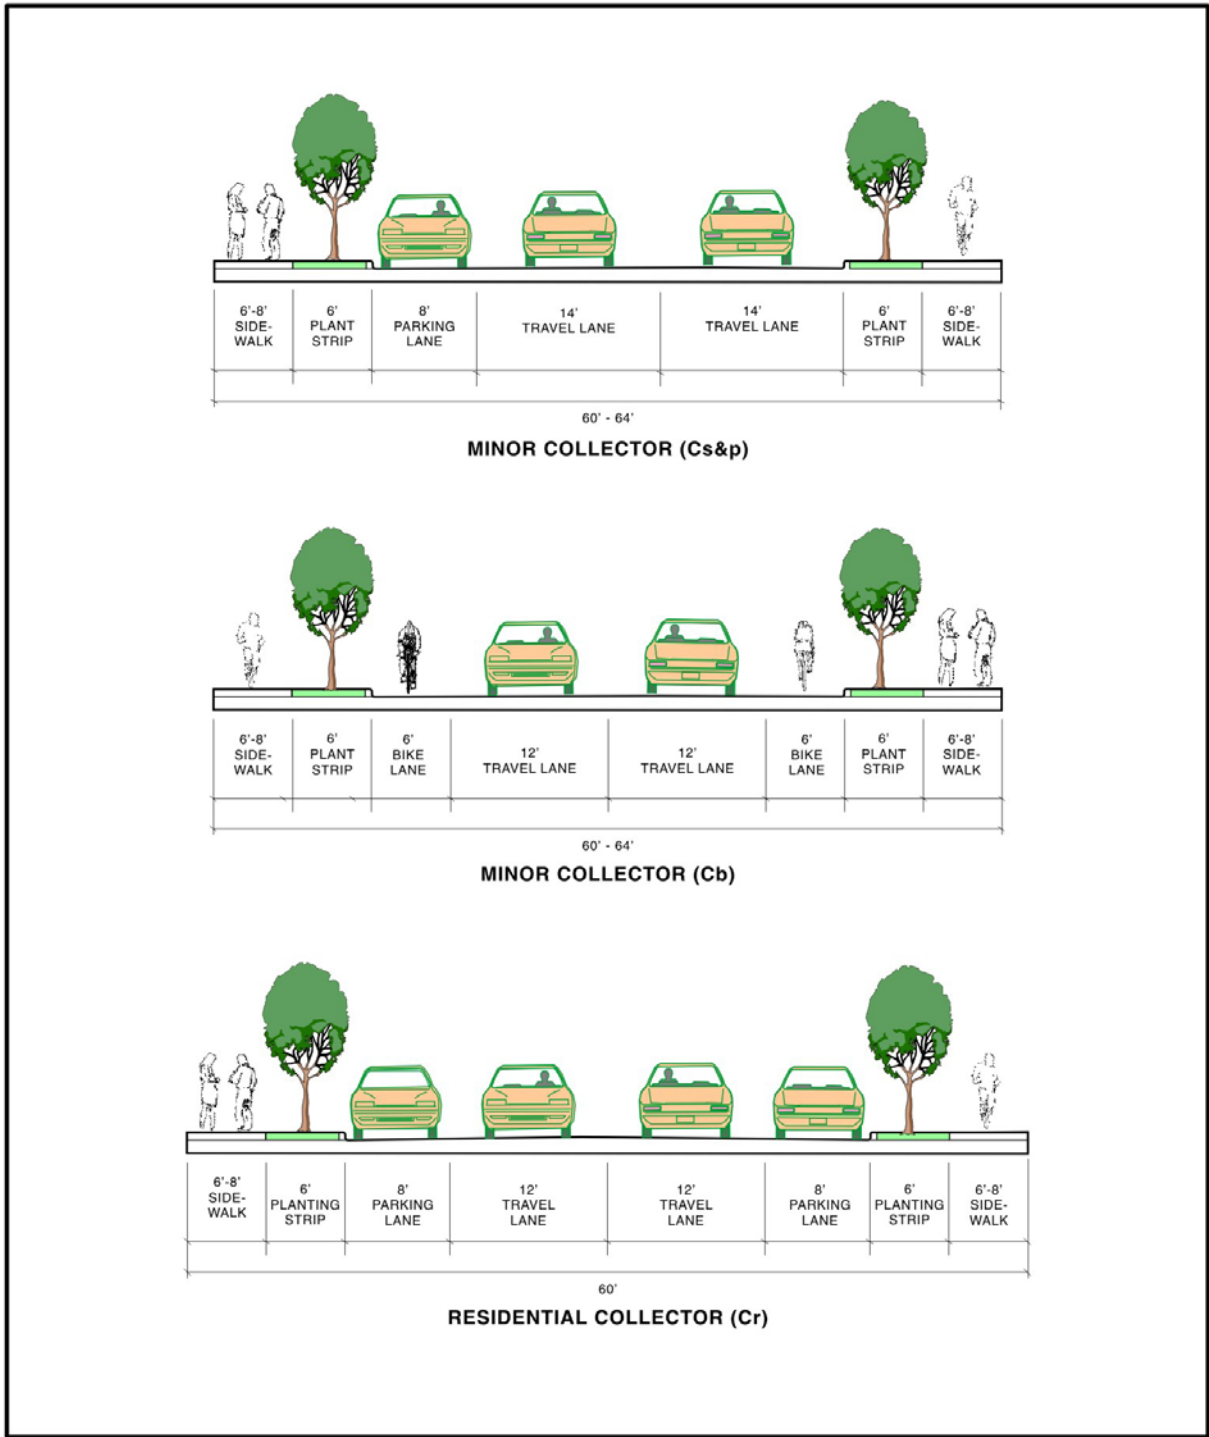 6'-8'
SIDE-
WALK
6'
PLANT
STRIP
8'
PARKING
LANE
14'
TRAVEL LANE
14'
TRAVEL LANE
6'
PLANT
STRIP
6'-8'
SIDE-
WALK
60' - 64'
MINOR COLLECTOR (Cs&p)
6'-8'
SIDE-
WALK
6'
PLANT
STRIP
6'
BIKE
LANE
12'
TRAVEL LANE
12'
TRAVEL LANE
6'
BIKE
LANE
6'
PLANT
STRIP
6'-8'
SIDE-
WALK
60' - 64'
MINOR COLLECTOR (Cb)
6'-8'
SIDE-
WALK
6'
PLANTING
STRIP
8'
PARKING
LANE
12'
TRAVEL
LANE
12'
TRAVEL
LANE
8'
PARKING
LANE
6'
PLANTING
STRIP
6'-8'
SIDE-
WALK
60'
RESIDENTIAL COLLECTOR (Cr)